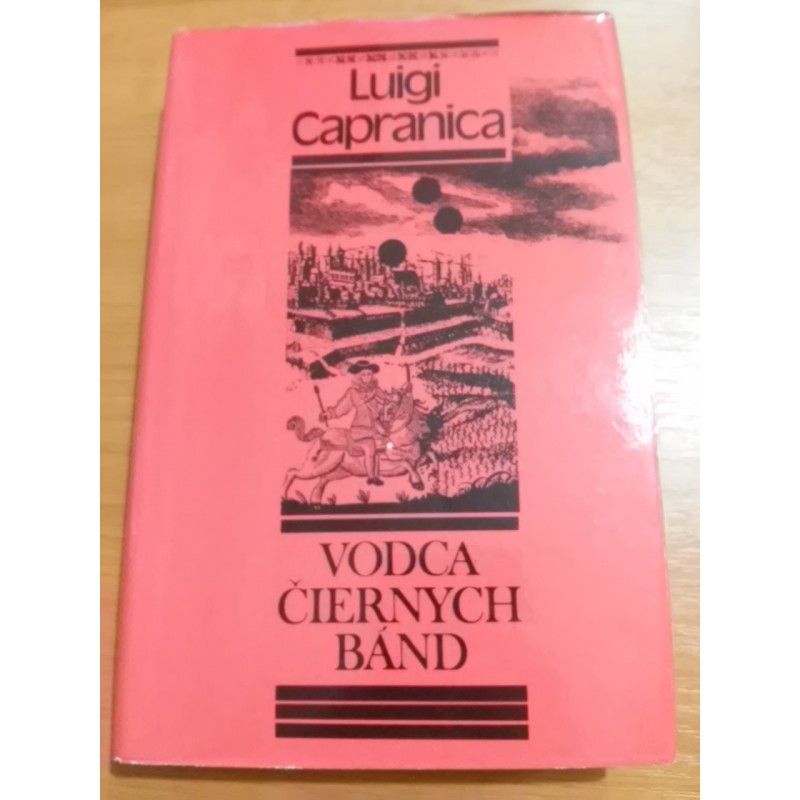 Luigi
Capranica
VODCA
ČIERNYCH
BÁND